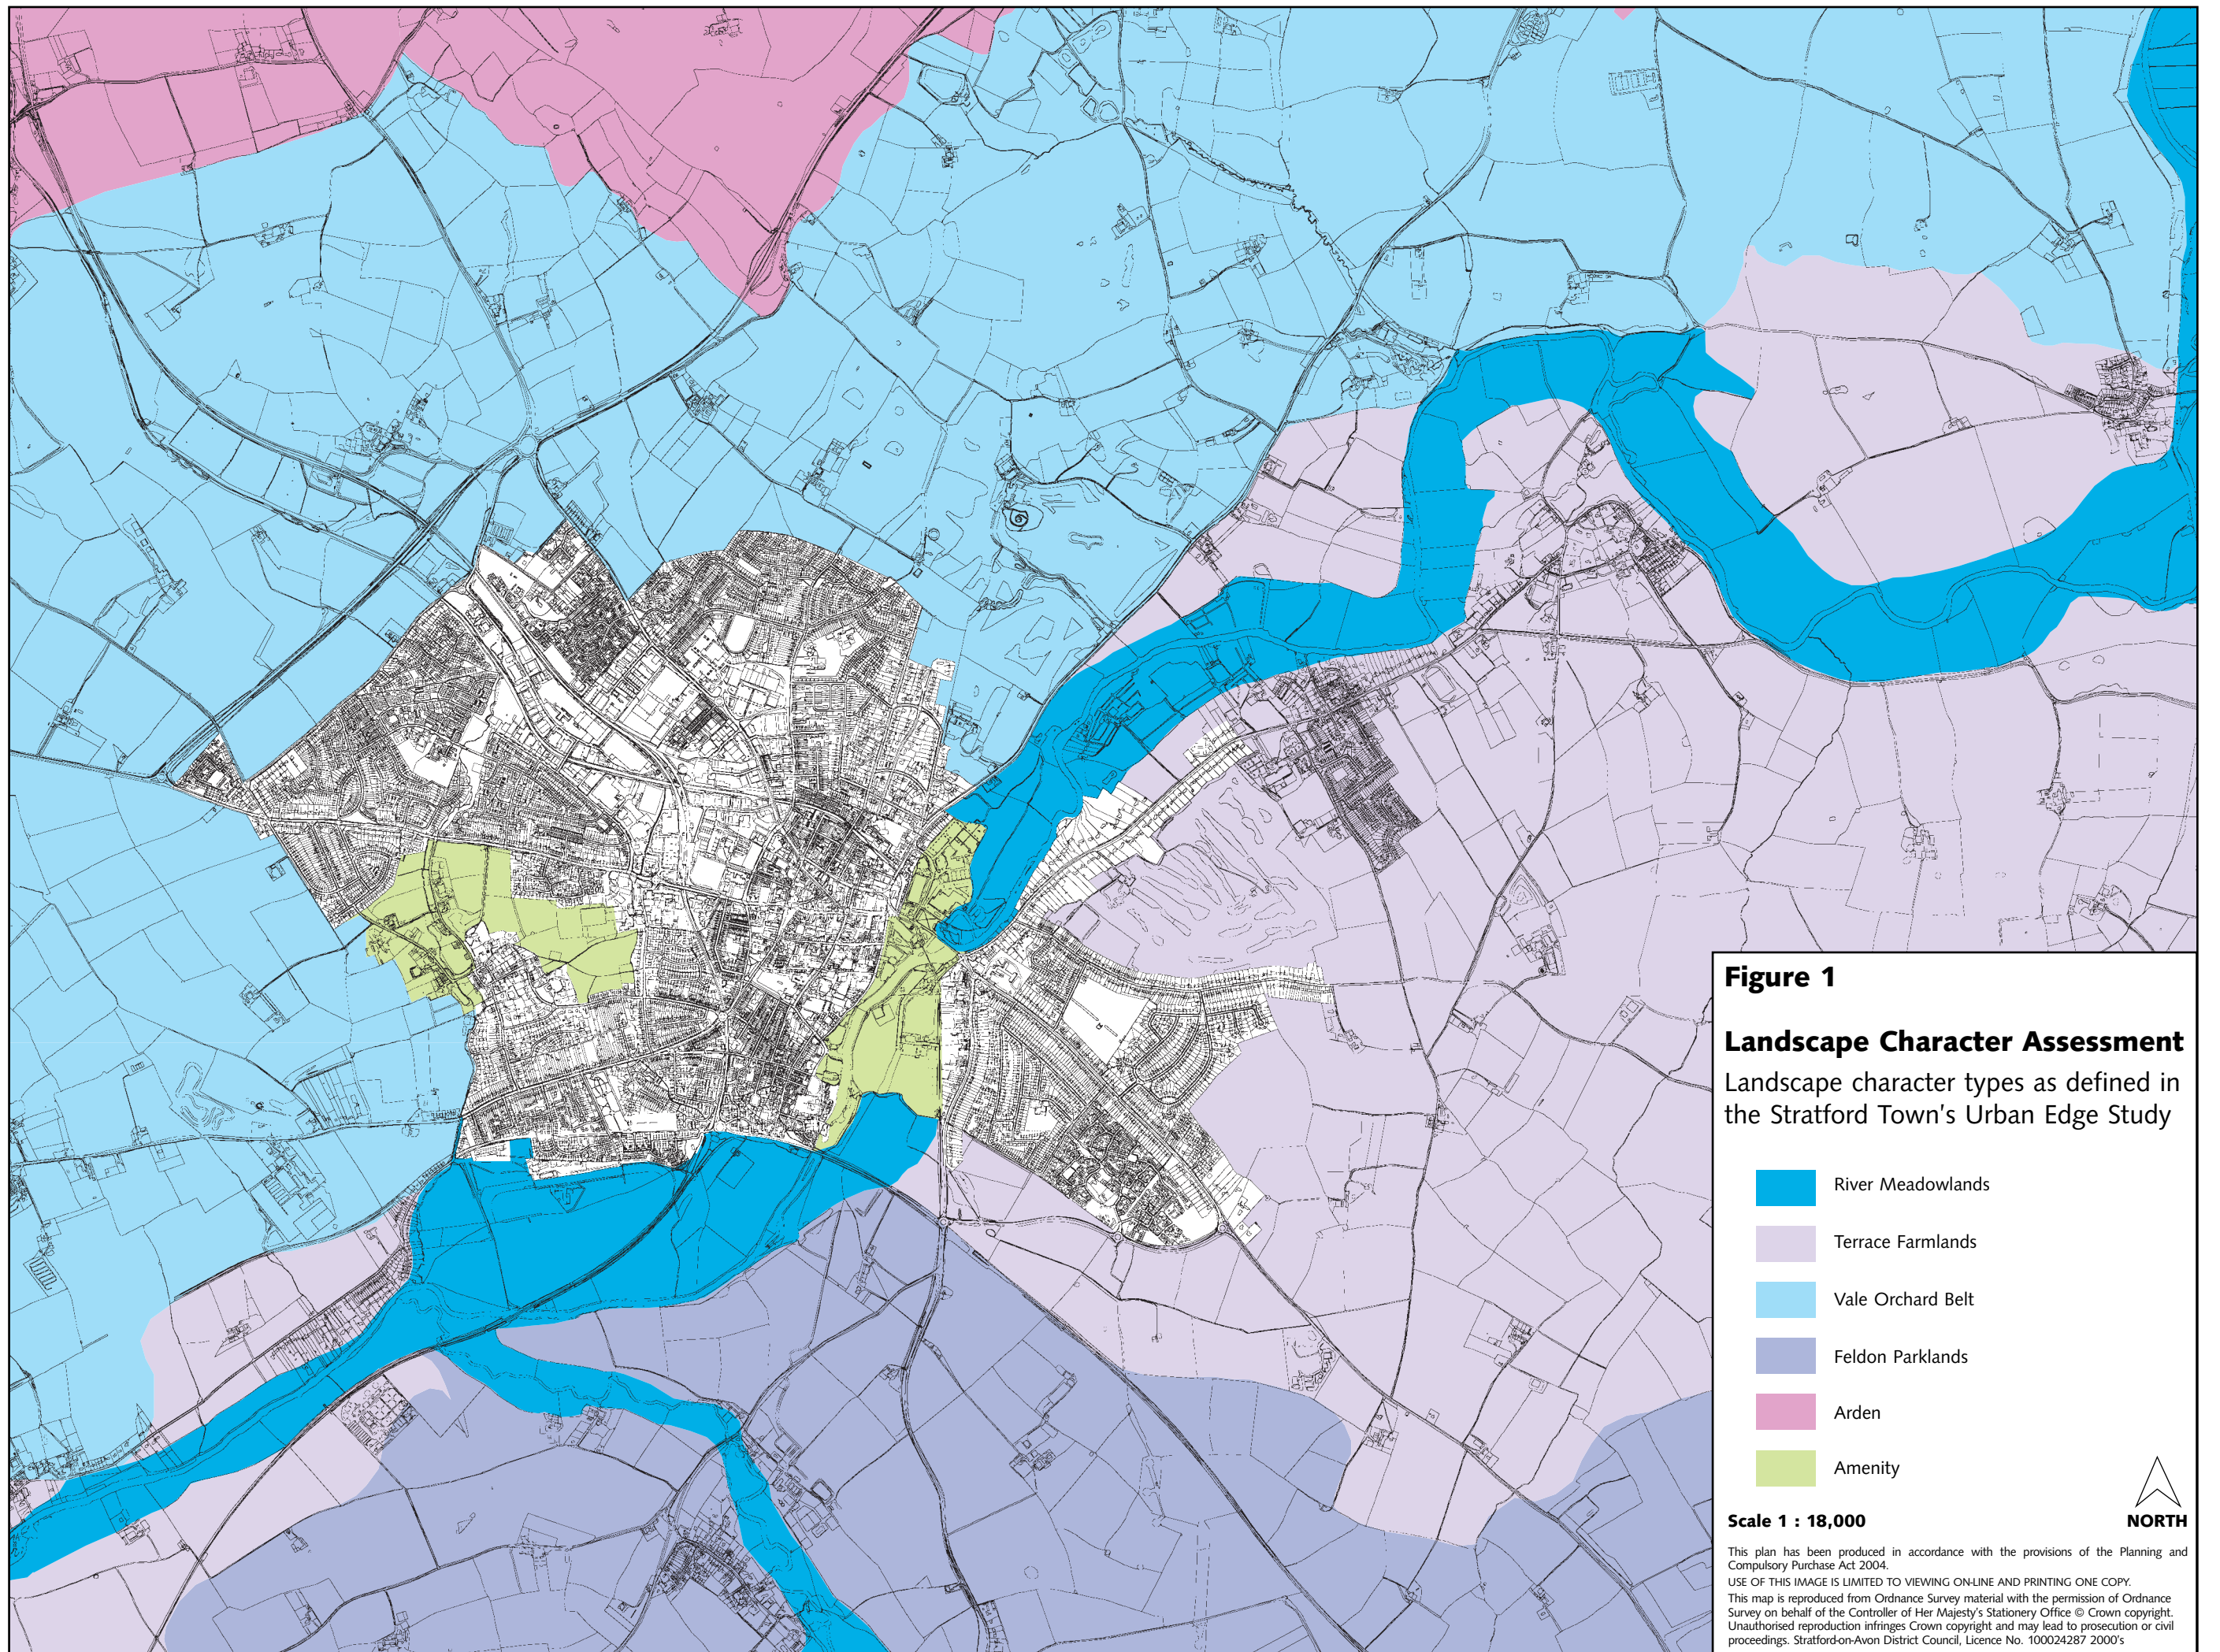 Figure 1
Landscape Character Assessment
Landscape character types as defined in
the Stratford Town's Urban Edge Study
River Meadowlands
Terrace Farmlands
Vale Orchard Belt
Feldon Parklands
Arden
Amenity
Scale 1 : 18,000
NORTH
This plan has been produced in accordance with the provisions of the Planning and
Compulsory Purchase Act 2004.
USE OF THIS IMAGE IS LIMITED TO VIEWING ON-LINE AND PRINTING ONE COPY.
This map is reproduced from Ordnance Survey material with the permission of Ordnance
Survey on behalf of the Controller of Her Majesty's Stationery Office © Crown copyright.
Unauthorised reproduction infringes Crown copyright and may lead to prosecution or civil
proceedings. Stratford-on-Avon District Council, Licence No. 100024287 2000's